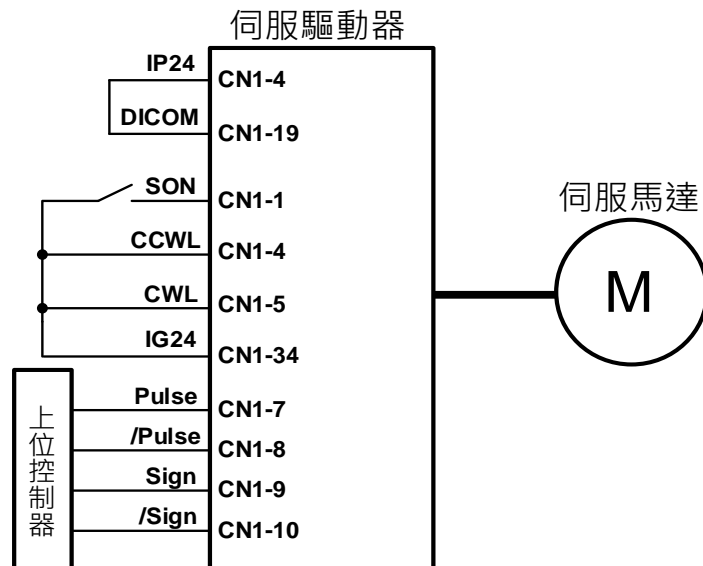 伺服驅動器
IP24 CN1-4
DICOM CN1-19
SON CN1-1
CCWL CN1-4
CWL CN1-5
IG24 CN1-34
Pulse CN1-7
/Pulse CN1-8
Sign CN1-9
/Sign CN1-10
上位控制器
伺服馬達
M